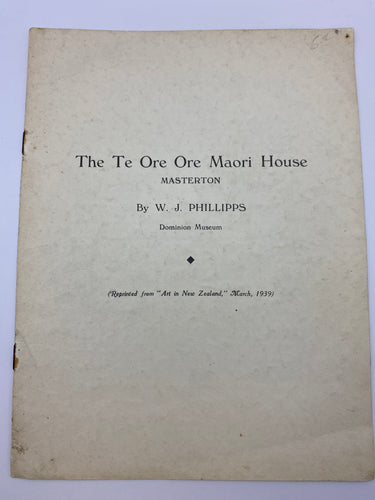 The Te Ore Ore Maori House
MASTERTON
By W. J. PHILLIPPS
Dominion Museum
(Reprinted from "Art in New Zealand," March, 1939)